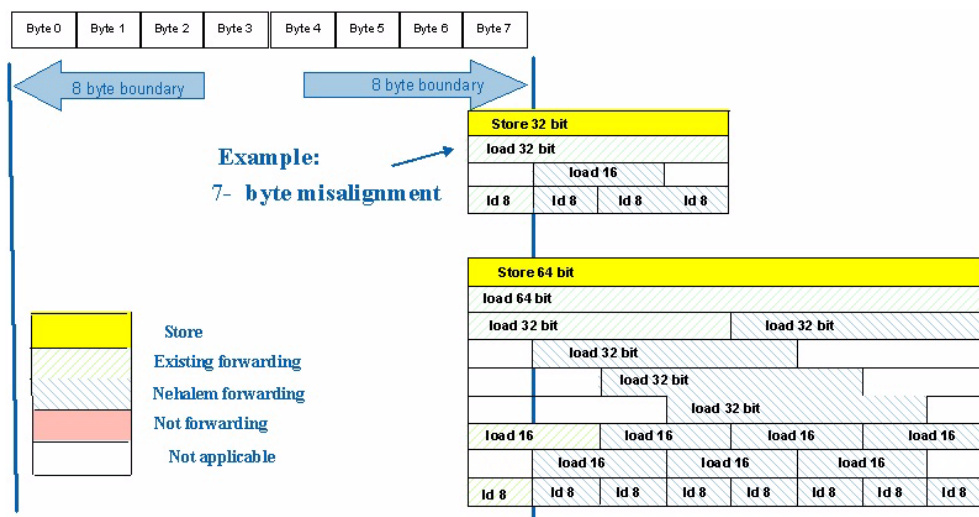 Byte 0 Byte 1 Byte 2 Byte 3 Byte 4 Byte 5 Byte 6 Byte 7
8 byte boundary 8 byte boundary
Store 32 bit
load 32 bit
Example:
load 16
7- byte misalignment
ld 8 ld 8 ld 8 ld 8
Store 64 bit
load 64 bit
load 32 bit load 32 bit
load 32 bit
load 32 bit
load 32 bit
load 16 load 16 load 16 load 16
load 16 load 16 load 16
ld 8 ld 8 ld 8 ld 8 ld 8 ld 8 ld 8 ld 8
Store
Existing forwarding
Nehalem forwarding
Not forwarding
Not applicable